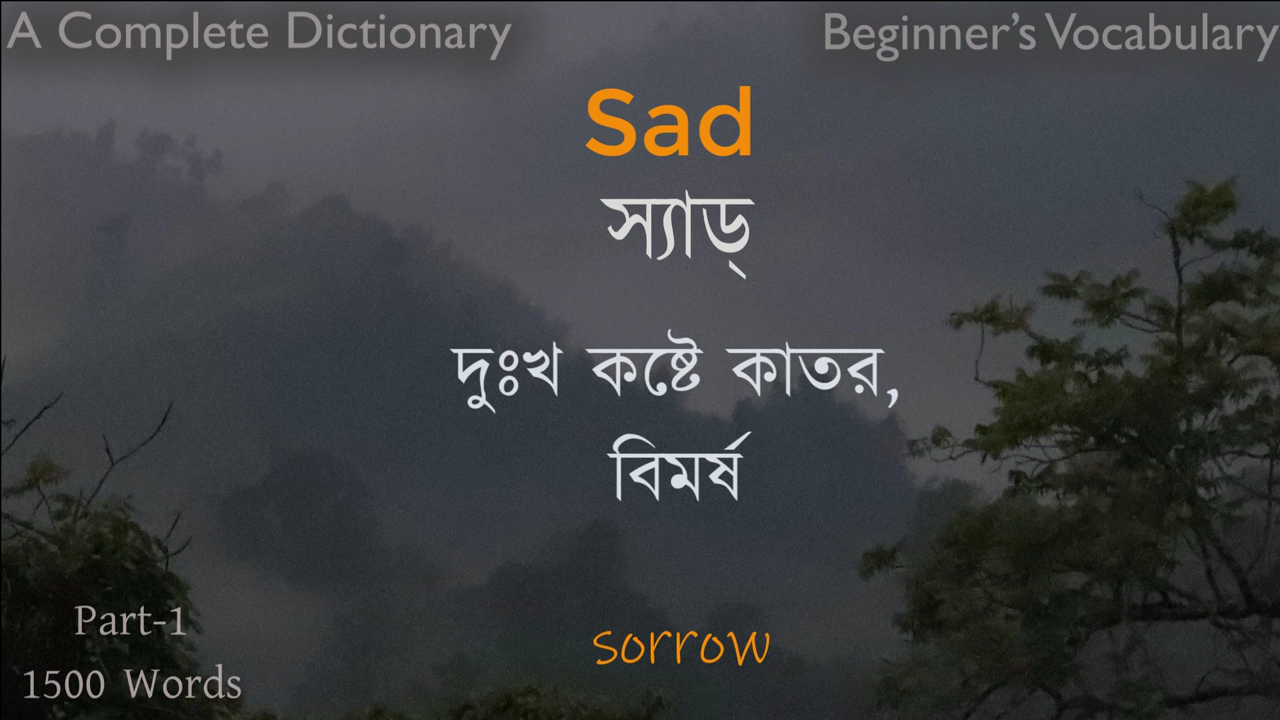 A Complete Dictionary
Beginner’s Vocabulary
Sad
স্যাড্
দুঃখ কষ্টে কাতর,
বিমর্ষ
Part-1
1500 Words
sorrow